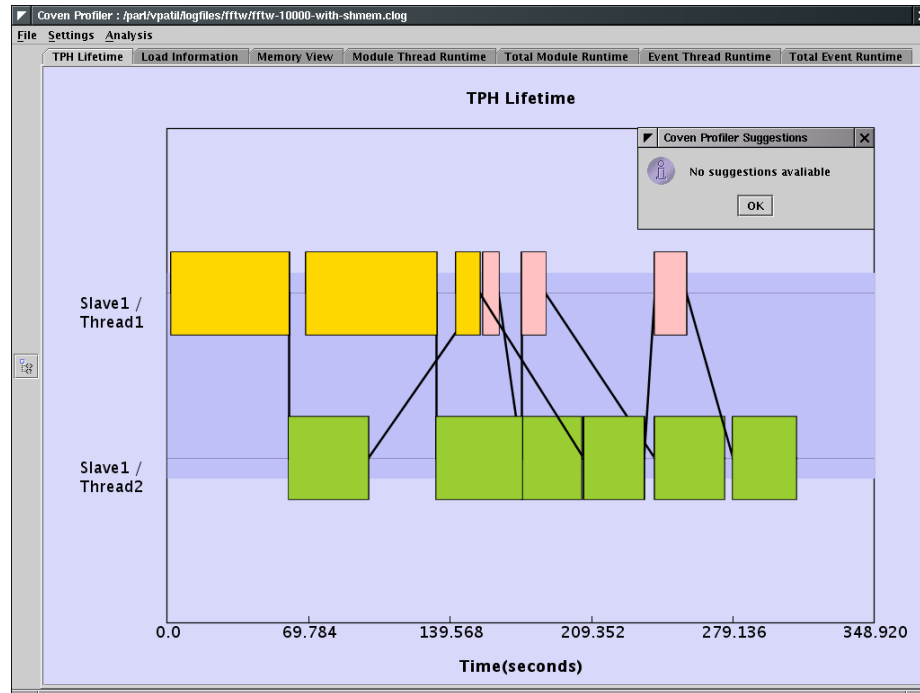 Coven Profiler : /parl/vpatil/logfiles/fftw/fftw-10000-with-shmem.clog
File Settings Analysis
TPH Lifetime Load Information Memory View Module Thread Runtime Total Module Runtime Event Thread Runtime Total Event Runtime
TPH Lifetime
Coven Profiler Suggestions
No suggestions avaliable
OK
Slave1 /
Thread1
Slave1 /
Thread2
0.0 69.784 139.568 209.352 279.136 348.920
Time(seconds)